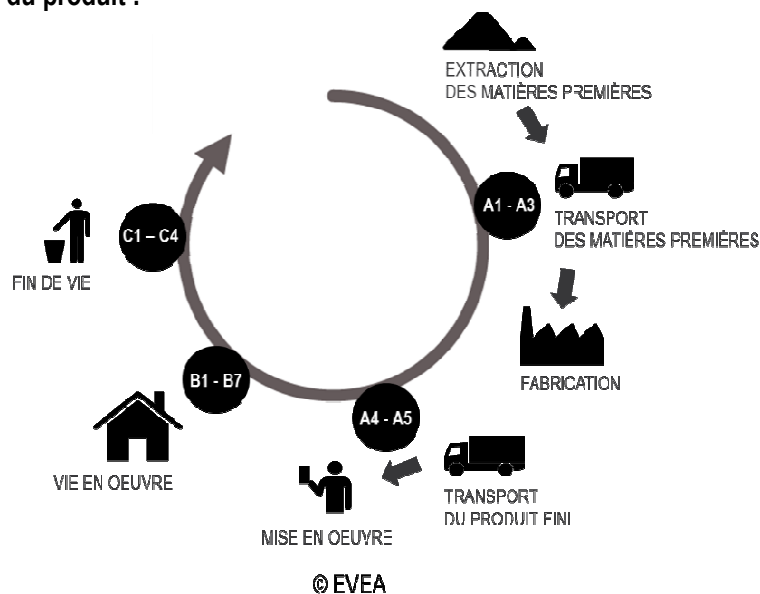 du produit :
EXTRACTION
DES MATIÈRES PREMIÈRES
A1 - A3
TRANSPORT
DES MATIÈRES PREMIÈRES
FABRICATION
A4 - A5
TRANSPORT
DU PRODUIT FINI
MISE EN OEUVRE
B1 - B7
VIE EN OEUVRE
C1 – C4
FIN DE VIE
© EVEA